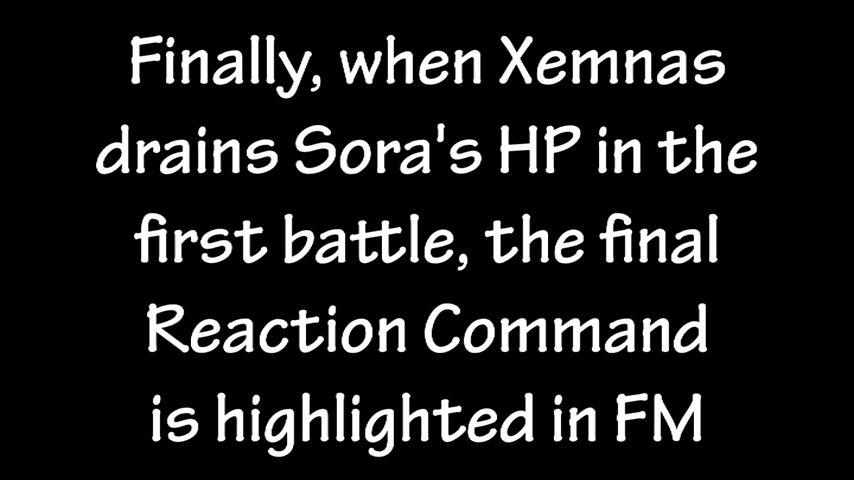 Finally, when Xemnas
drains Sora's HP in the
first battle, the final
Reaction Command
is highlighted in FM